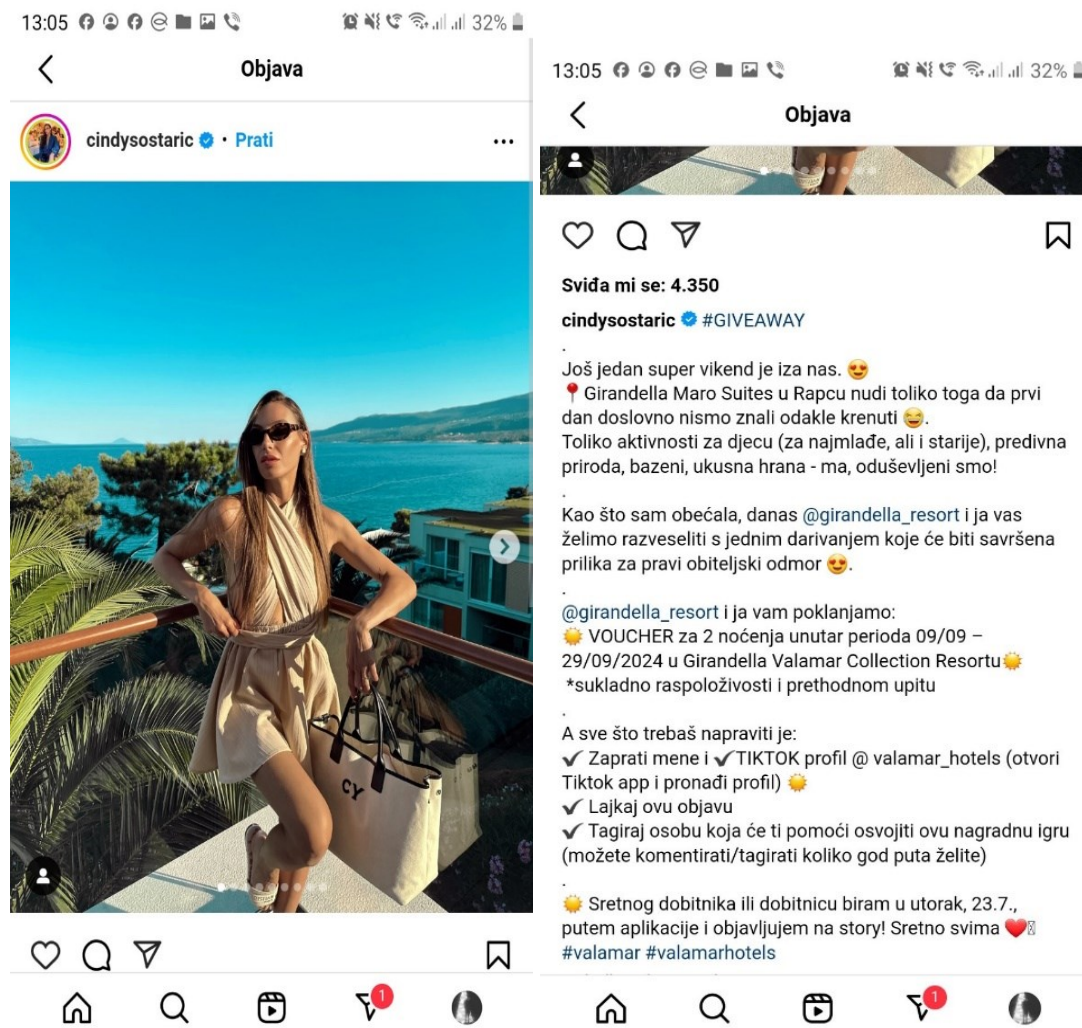 13:05
32%
Objava
cindysostaric • Prati
CY
13:05
32%
Objava
Sviđa mi se: 4.350
cindysostaric #GIVEAWAY
.
Još jedan super vikend je iza nas. 😍
📍Girandella Maro Suites u Rapcu nudi toliko toga da prvi
dan doslovno nismo znali odakle krenuti 😂.
Toliko aktivnosti za djecu (za najmlađe, ali i starije), predivna
priroda, bazeni, ukusna hrana - ma, oduševljeni smo!
.
Kao što sam obećala, danas @girandella_resort i ja vas
želimo razveseliti s jednim darivanjem koje će biti savršena
prilika za pravi obiteljski odmor 😍.
.
@girandella_resort i ja vam poklanjamo:
☀️ VOUCHER za 2 noćenja unutar perioda 09/09 –
29/09/2024 u Girandella Valamar Collection Resortu☀️
*sukladno raspoloživosti i prethodnom upitu
.
A sve što trebaš napraviti je:
✔️ Zaprati mene i ✔️TIKTOK profil @ valamar_hotels (otvori
Tiktok app i pronađi profil) ☀️
✔️ Lajkaj ovu objavu
✔️ Tagiraj osobu koja će ti pomoći osvojiti ovu nagradnu igru
(možete komentirati/tagirati koliko god puta želite)
.
☀️ Sretnog dobitnika ili dobitnicu biram u utorak, 23.7.,
putem aplikacije i objavljujem na story! Sretno svima ❤️
#valamar #valamarhotels
1
1